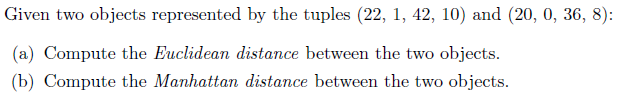 Given two objects represented by the tuples (22, 1, 42, 10) and (20, 0, 36, 8):
(a) Compute the Euclidean distance between the two objects.
(b) Compute the Manhattan distance between the two objects.